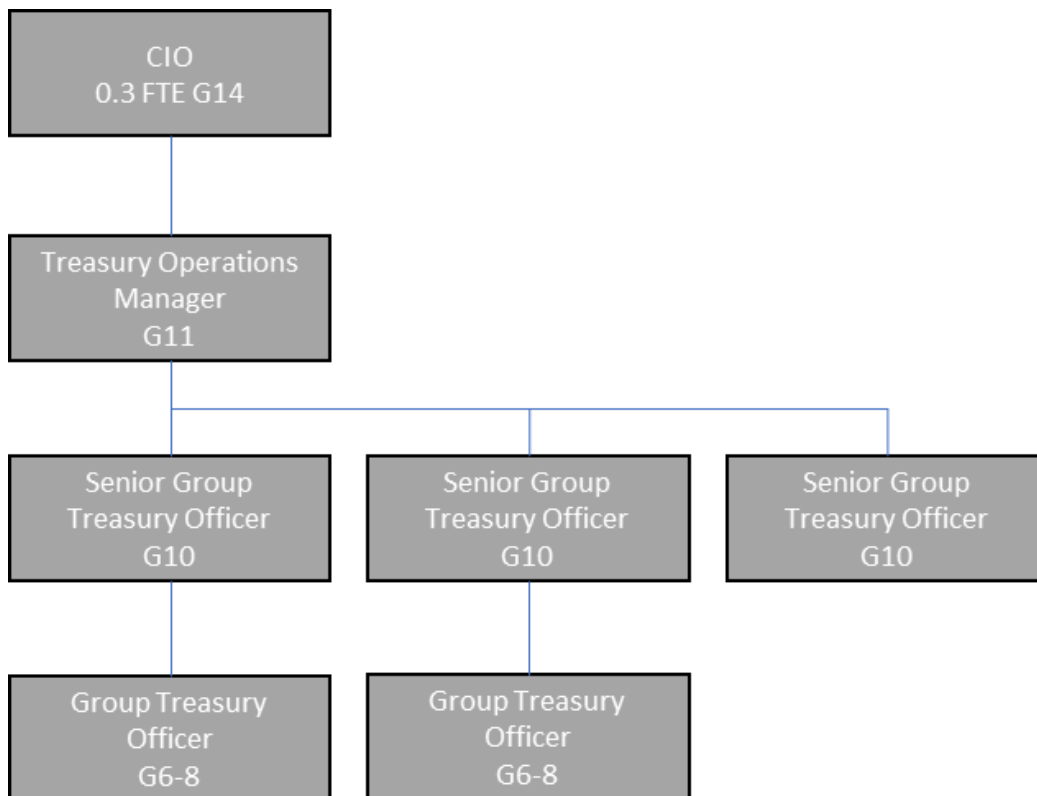 CIO
0.3 FTE G14
Treasury Operations
Manager
G11
Senior Group
Treasury Officer
G10
Senior Group
Treasury Officer
G10
Senior Group
Treasury Officer
G10
Group Treasury
Officer
G6-8
Group Treasury
Officer
G6-8